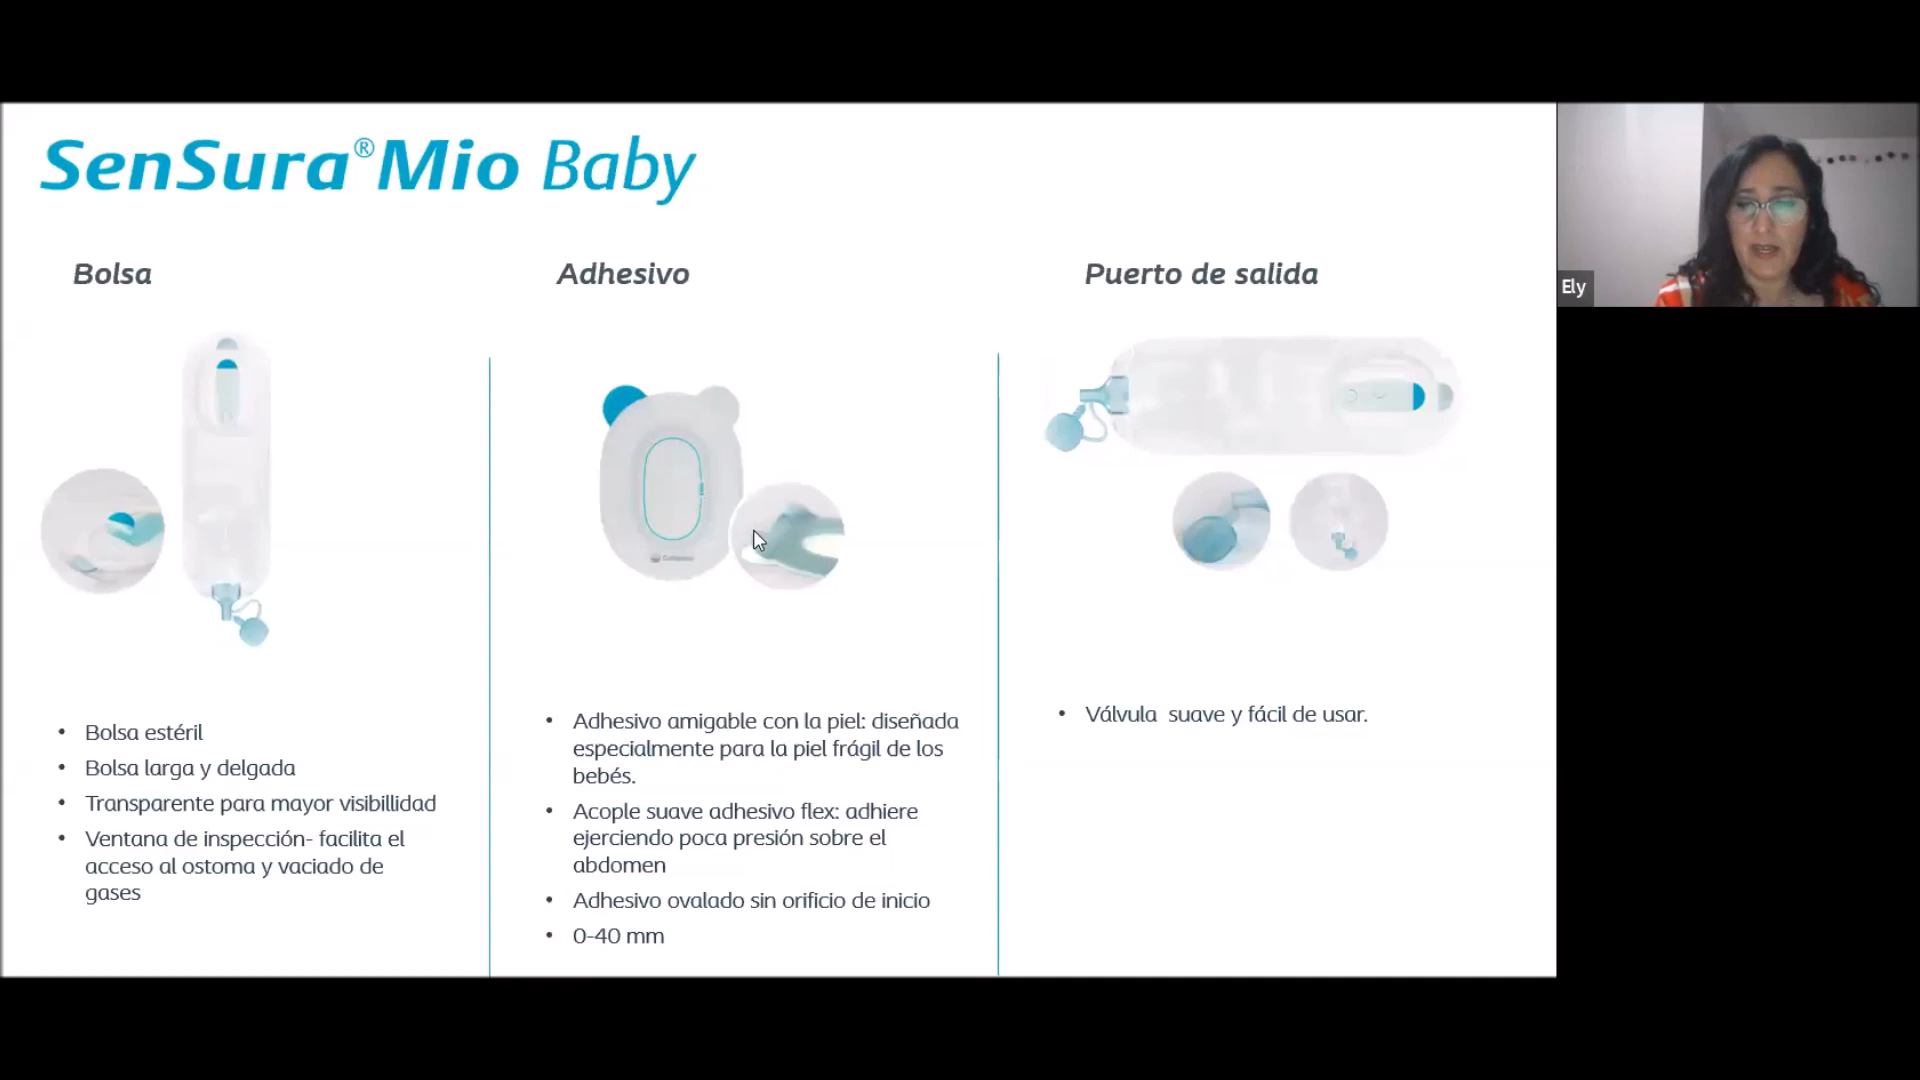 SenSura® Mio Baby
Bolsa
Adhesivo
Puerto de salida
Ely
• Bolsa estéril
• Bolsa larga y delgada
• Transparente para mayor visibillidad
• Ventana de inspección- facilita el
acceso al ostoma y vaciado de
gases
• Adhesivo amigable con la piel: diseñada
especialmente para la piel frágil de los
bebés.
• Acople suave adhesivo flex: adhiere
ejerciendo poca presión sobre el
abdomen
• Adhesivo ovalado sin orificio de inicio
• 0-40 mm
• Válvula  suave y fácil de usar.